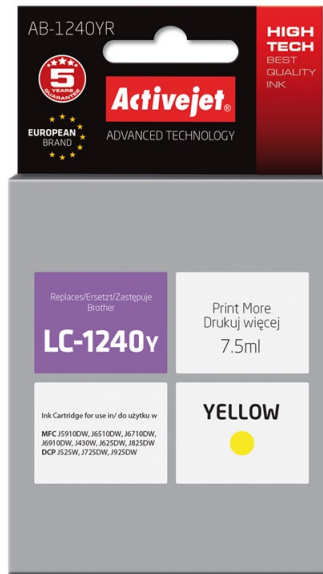 AB-1240YR
HIGH
TECH
BEST
QUALITY
INK
5
YEARS
GUARANTEE
Activejet®
EUROPEAN
BRAND
ADVANCED TECHNOLOGY
Replaces/Ersetzt/Zastępuje
Brother
LC-1240Y
Print More
Drukuj więcej
7.5ml
Ink Cartridge for use in/ do użytku w
MFC J5910DW, J6510DW, J6710DW,
J6910DW, J430W, J625DW, J825DW
DCP J525W, J725DW, J925DW
YELLOW